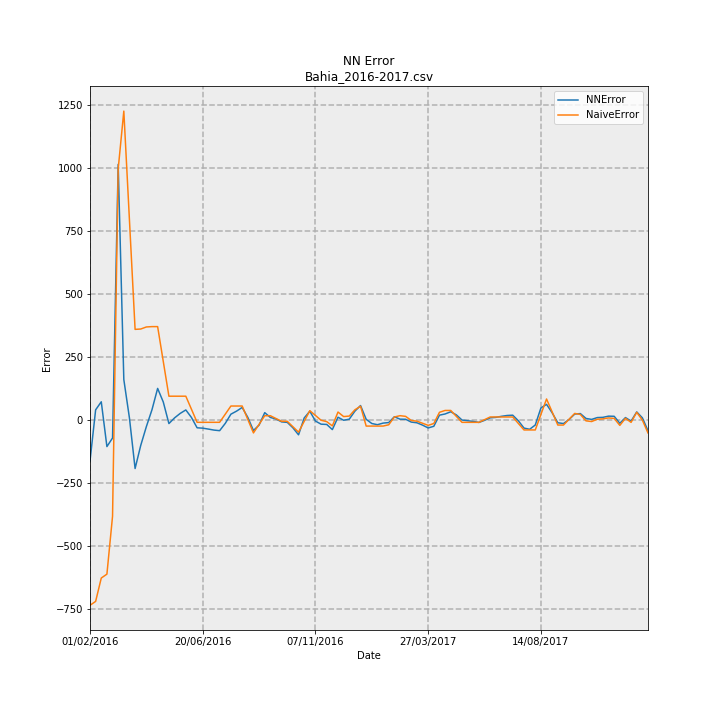 NN Error
Bahia_2016-2017.csv
NNError
NaiveError
1250
1000
750
500
250
0
−250
−500
−750
Error
01/02/2016
20/06/2016
07/11/2016
27/03/2017
14/08/2017
Date